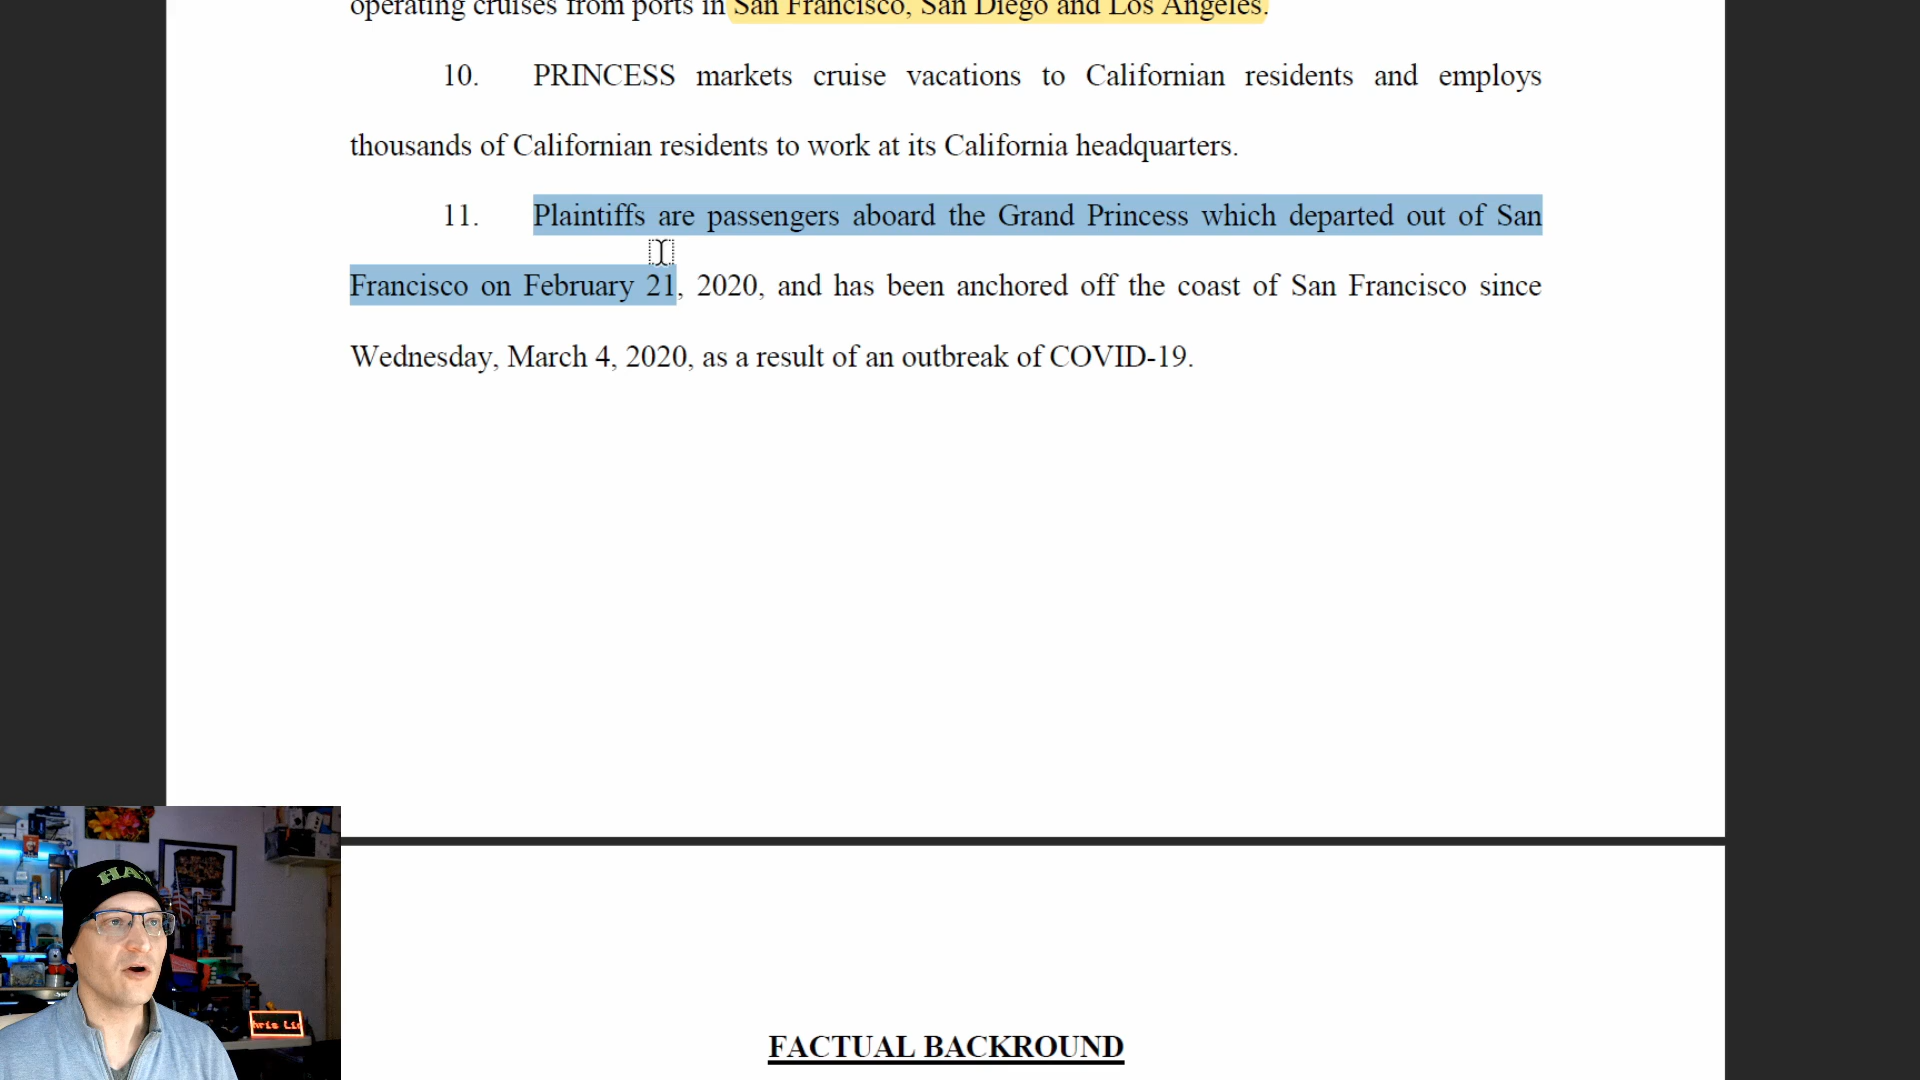 operating cruises from ports in San Francisco, San Diego and Los Angeles.
10. PRINCESS markets cruise vacations to Californian residents and employs
thousands of Californian residents to work at its California headquarters.
11. Plaintiffs are passengers aboard the Grand Princess which departed out of San
Francisco on February 21, 2020, and has been anchored off the coast of San Francisco since
Wednesday, March 4, 2020, as a result of an outbreak of COVID-19.
HA
FACTUAL BACKROUND